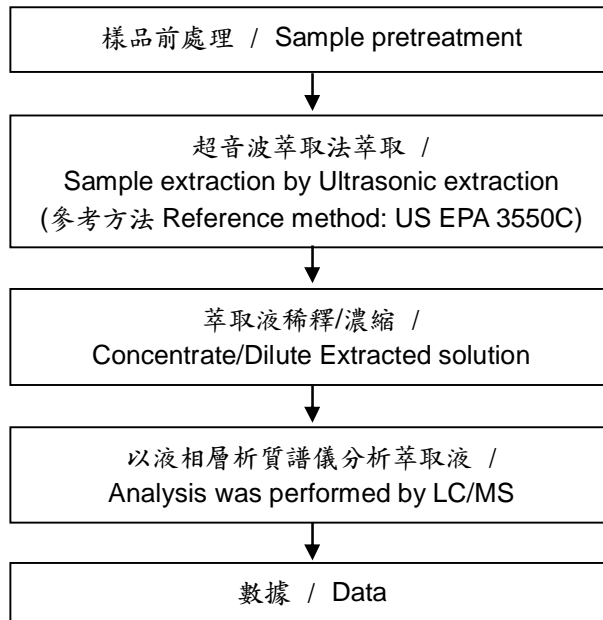 樣品前處理 / Sample pretreatment
超音波萃取法萃取 /
Sample extraction by Ultrasonic extraction
(參考方法 Reference method: US EPA 3550C)
萃取液稀釋/濃縮 /
Concentrate/Dilute Extracted solution
以液相層析質譜儀分析萃取液 /
Analysis was performed by LC/MS
數據 / Data